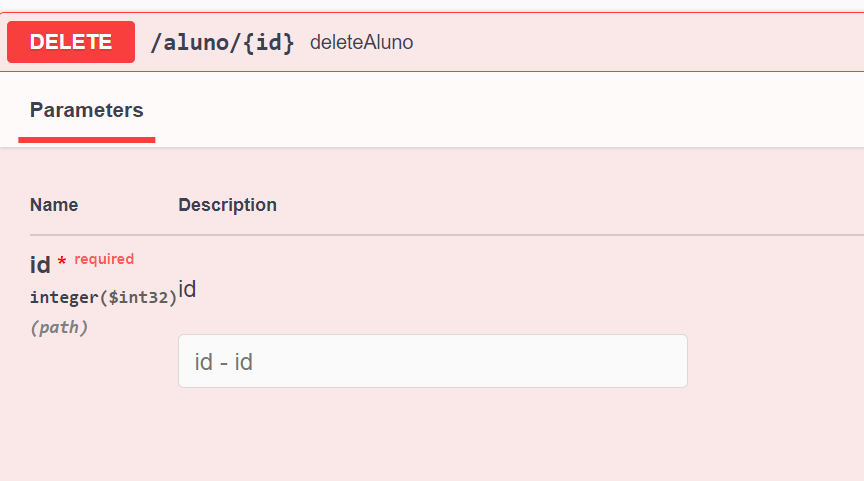 DELETE /aluno/{id} deleteAluno
Parameters
Name Description
id * required
integer($int32)
(path)
id
id - id